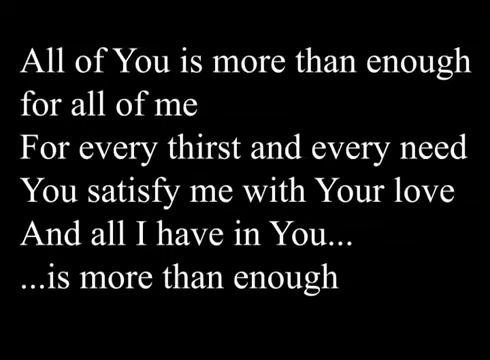 All of You is more than enough
for all of me
For every thirst and every need
You satisfy me with Your love
And all I have in You...
...is more than enough